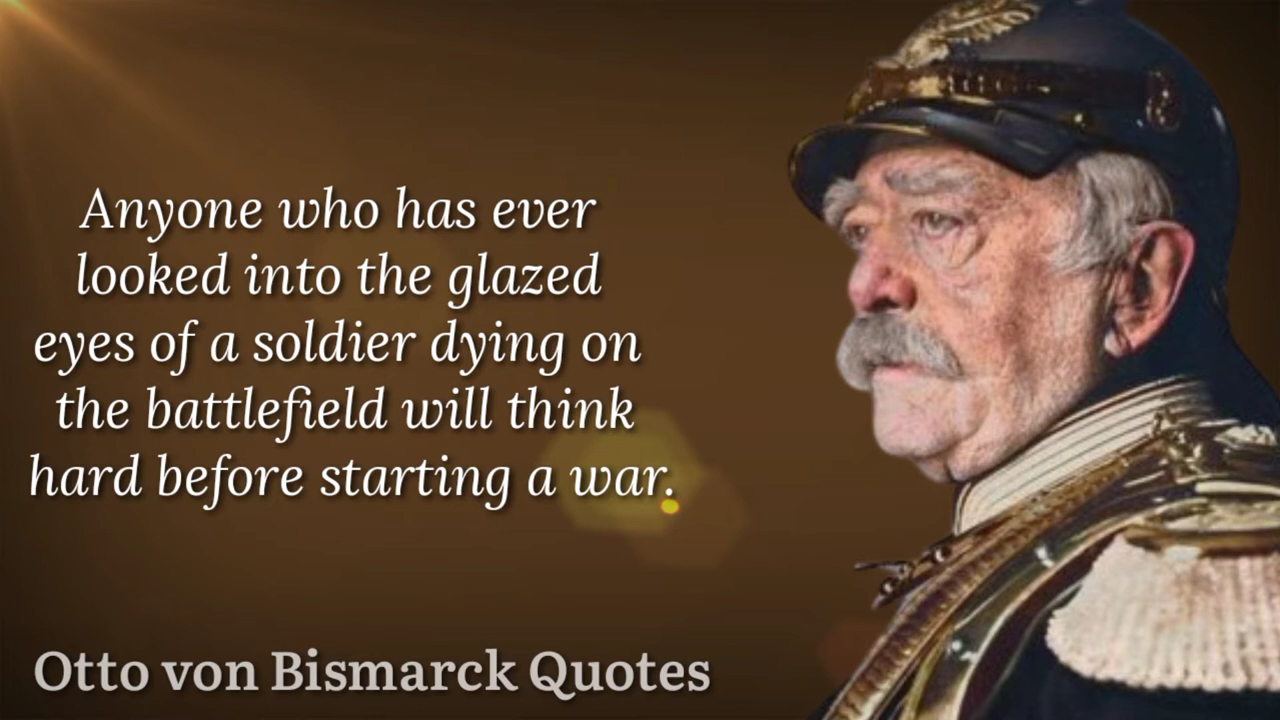 Anyone who has ever
looked into the glazed
eyes of a soldier dying on
the battlefield will think
hard before starting a war.
Otto von Bismarck Quotes